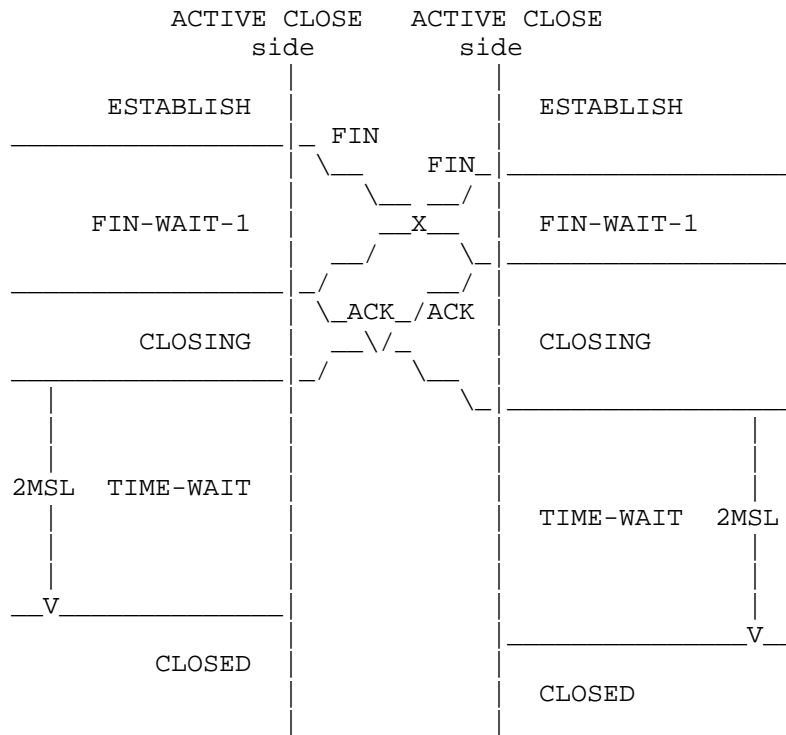 ACTIVE CLOSE ACTIVE CLOSE
side side
ESTABLISH ESTABLISH
FIN
FIN
FIN-WAIT-1 X FIN-WAIT-1
ACK ACK
CLOSING CLOSING
2MSL TIME-WAIT
TIME-WAIT 2MSL
V
V
CLOSED
CLOSED